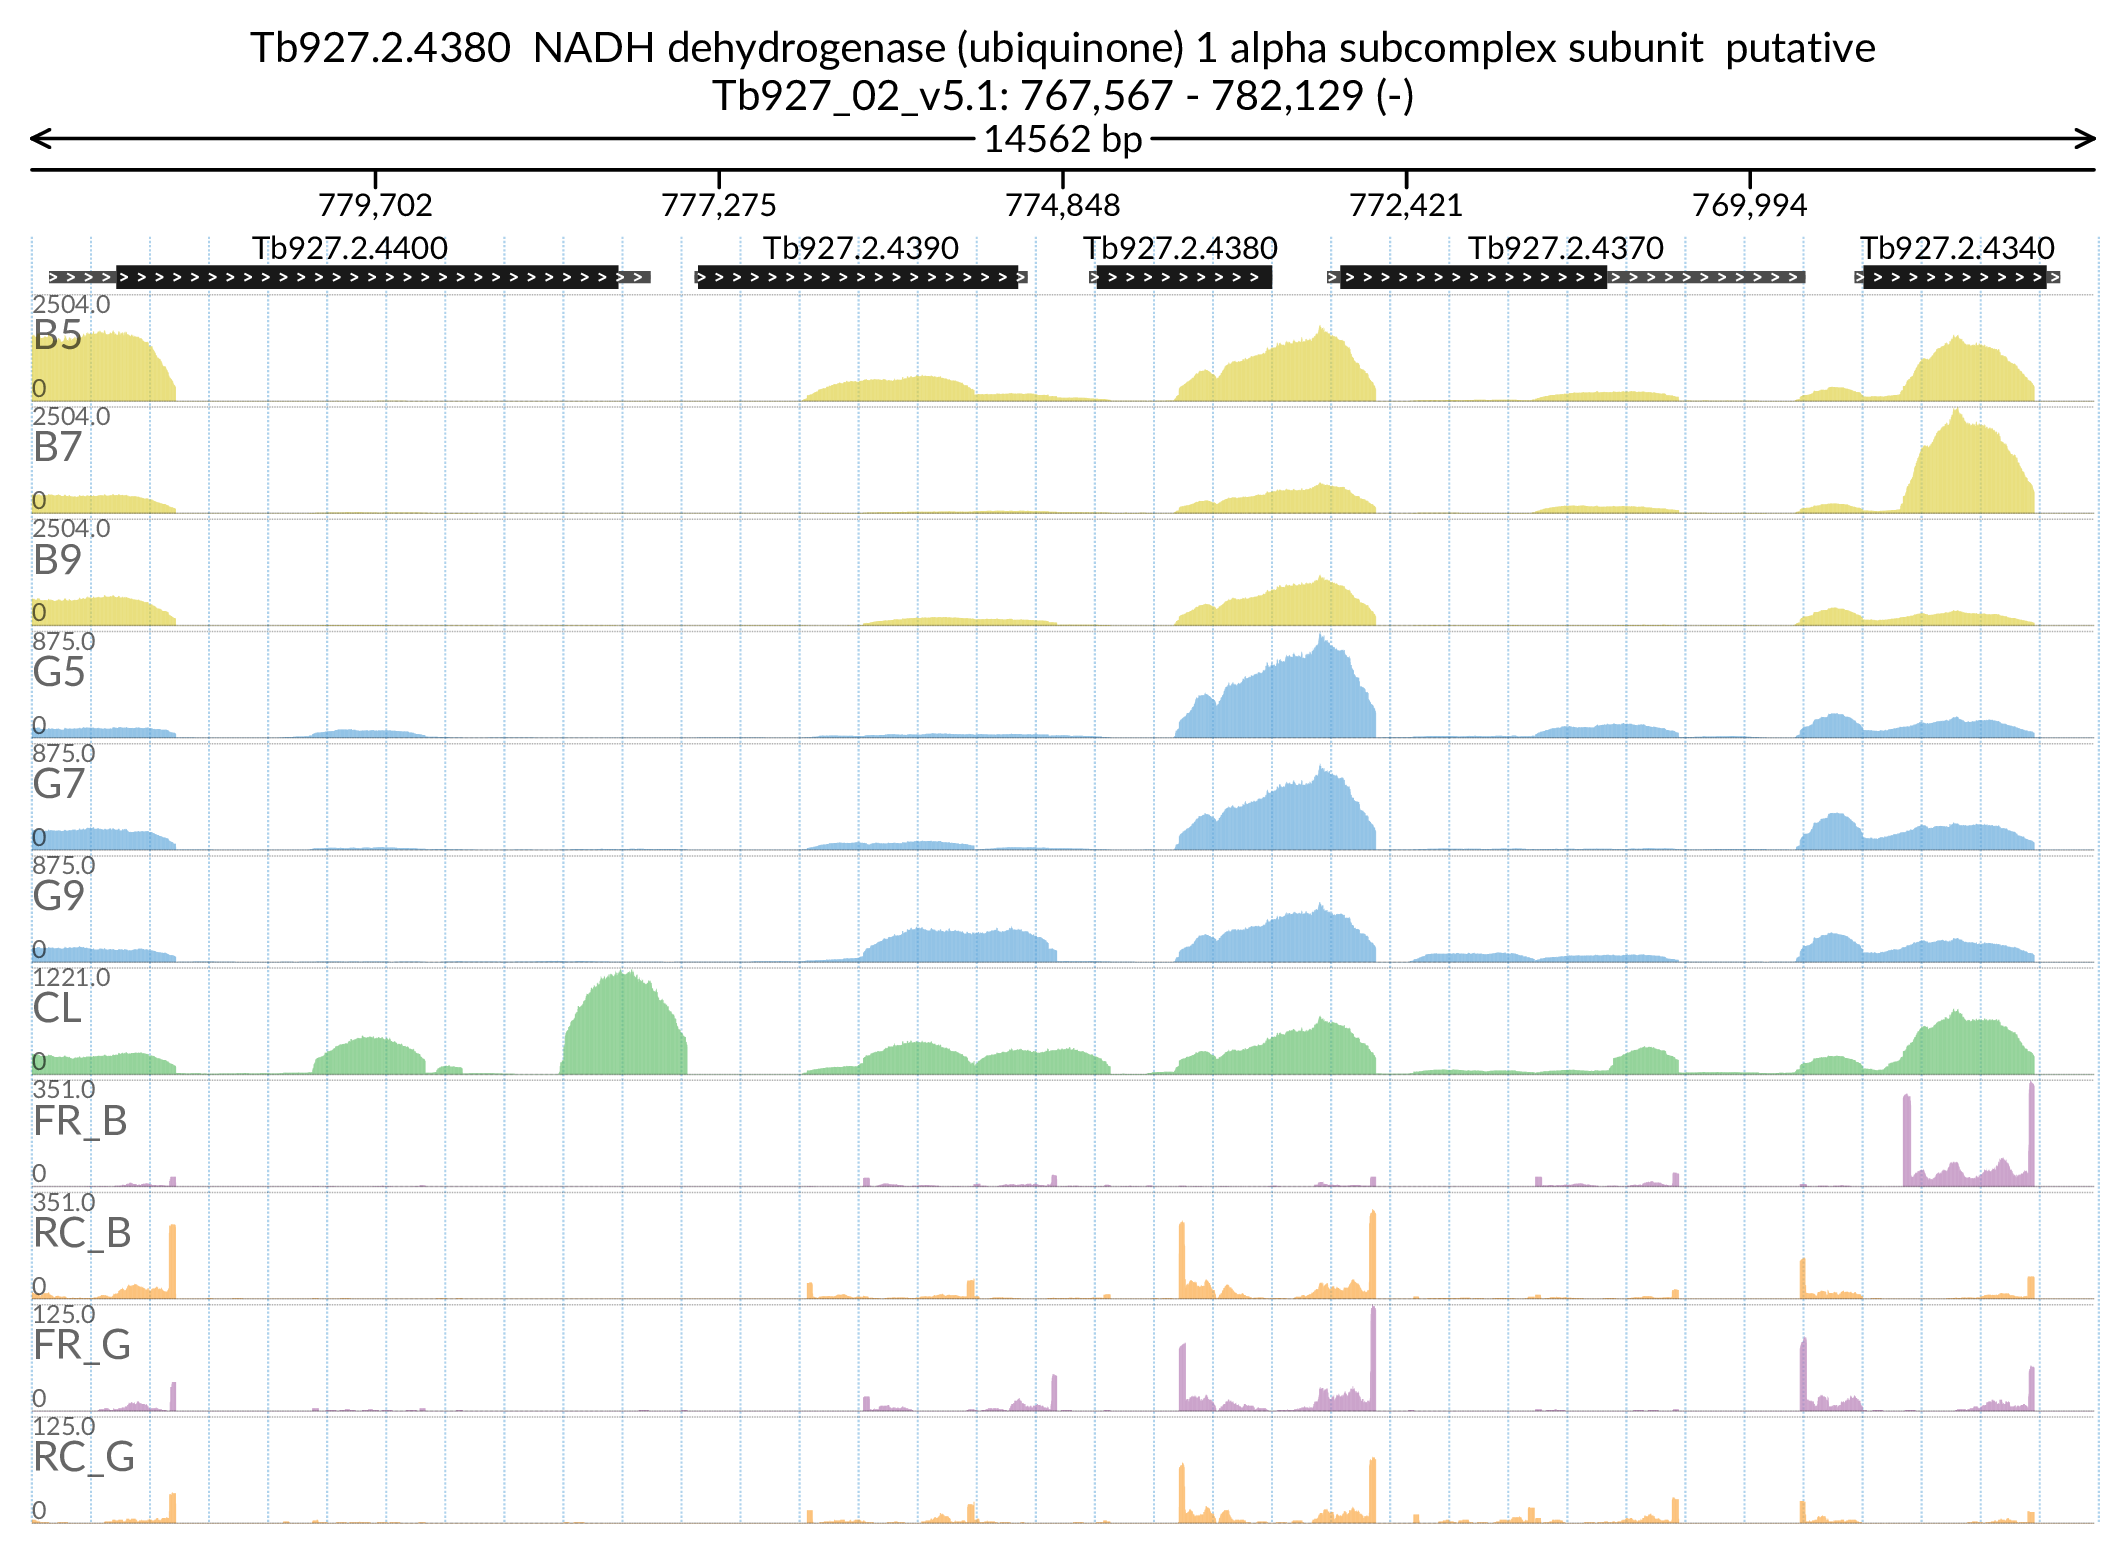 Tb927.2.4380  NADH dehydrogenase (ubiquinone) 1 alpha subcomplex subunit  putative
Tb927_02_v5.1: 767,567 - 782,129 (-)
14562 bp
779,702 777,275 774,848 772,421 769,994
Tb927.2.4400 Tb927.2.4390 Tb927.2.4380 Tb927.2.4370 Tb927.2.4340
2504.0
B5
0
2504.0
B7
0
2504.0
B9
0
875.0
G5
0
875.0
G7
0
875.0
G9
0
1221.0
CL
0
351.0
FR_B
0
351.0
RC_B
0
125.0
FR_G
0
125.0
RC_G
0